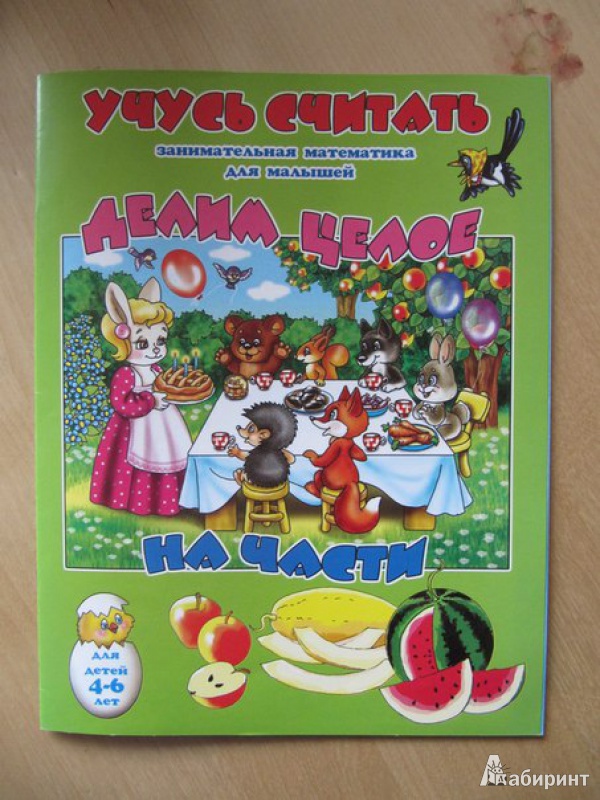 УЧУСЬ СЧИТАТЬ
занимательная математика
для малышей
ДЕЛИМ ЦЕЛОЕ
НА ЧАСТИ
для
детей
4-6
лет
Лабиринт